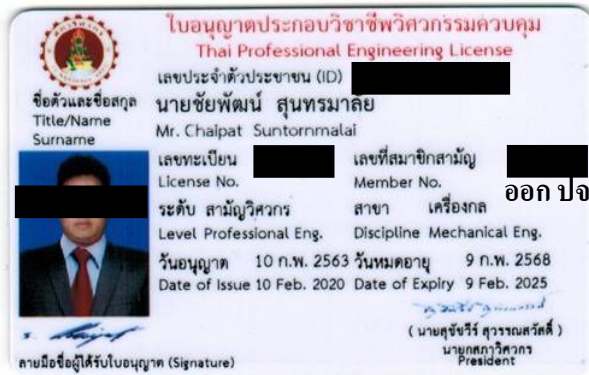 ใบอนุญาตประกอบวิชาชีพวิศวกรรมควบคุม
Thai Professional Engineering License
เลขประจำตัวประชาชน (ID)
ชื่อตัวและชื่อสกุล นายชัยพัฒน์ สุนทรมาลัย
Title/Name Mr. Chaipat Suntornmalai
Surname
เลขทะเบียน เลขที่สมาชิกสามัญ
License No. Member No.
ออก ปจ
ระดับ สามัญวิศวกร สาขา เครื่องกล
Level Professional Eng. Discipline Mechanical Eng.
วันอนุญาต 10 ก.พ. 2563 วันหมดอายุ 9 ก.พ. 2568
Date of Issue 10 Feb. 2020 Date of Expiry 9 Feb. 2025
( นายสุชัชวีร์ สุวรรณสวัสดิ์ )
นายกสภาวิศวกร
President
ลายมือชื่อผู้ได้รับใบอนุญาต (Signature)